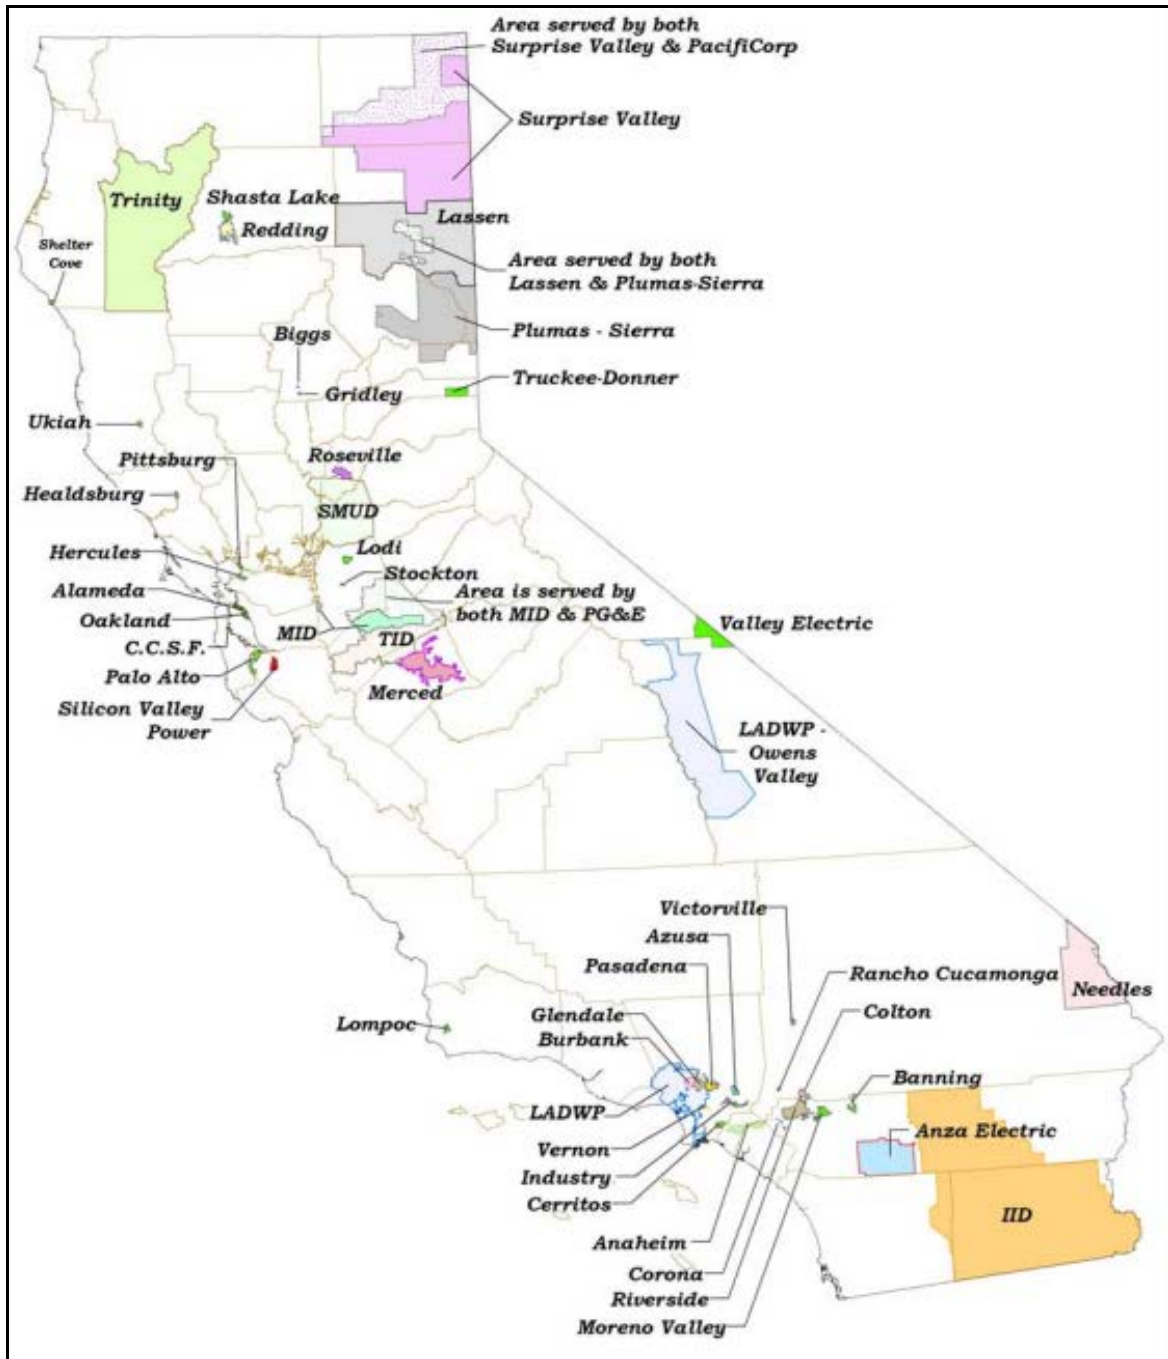 Area served by both
Surprise Valley & PacifiCorp
Surprise Valley
Trinity
Shasta Lake
Redding
Lassen
Shelter
Cove
Area served by both
Lassen & Plumas-Sierra
Plumas - Sierra
Biggs
Gridley
Truckee-Donner
Ukiah
Pittsburg
Roseville
Healdsburg
SMUD
Hercules
Lodi
Stockton
Alameda
Area is served by
both MID & PG&E
Oakland
MID
TID
Valley Electric
C.C.S.F.
Palo Alto
Merced
Silicon Valley
Power
LADWP -
Owens
Valley
Victorville
Azusa
Pasadena
Rancho Cucamonga
Needles
Glendale
Colton
Lompoc
Burbank
Banning
LADWP
Anza Electric
Vernon
Industry
Cerritos
IID
Anaheim
Corona
Riverside
Moreno Valley